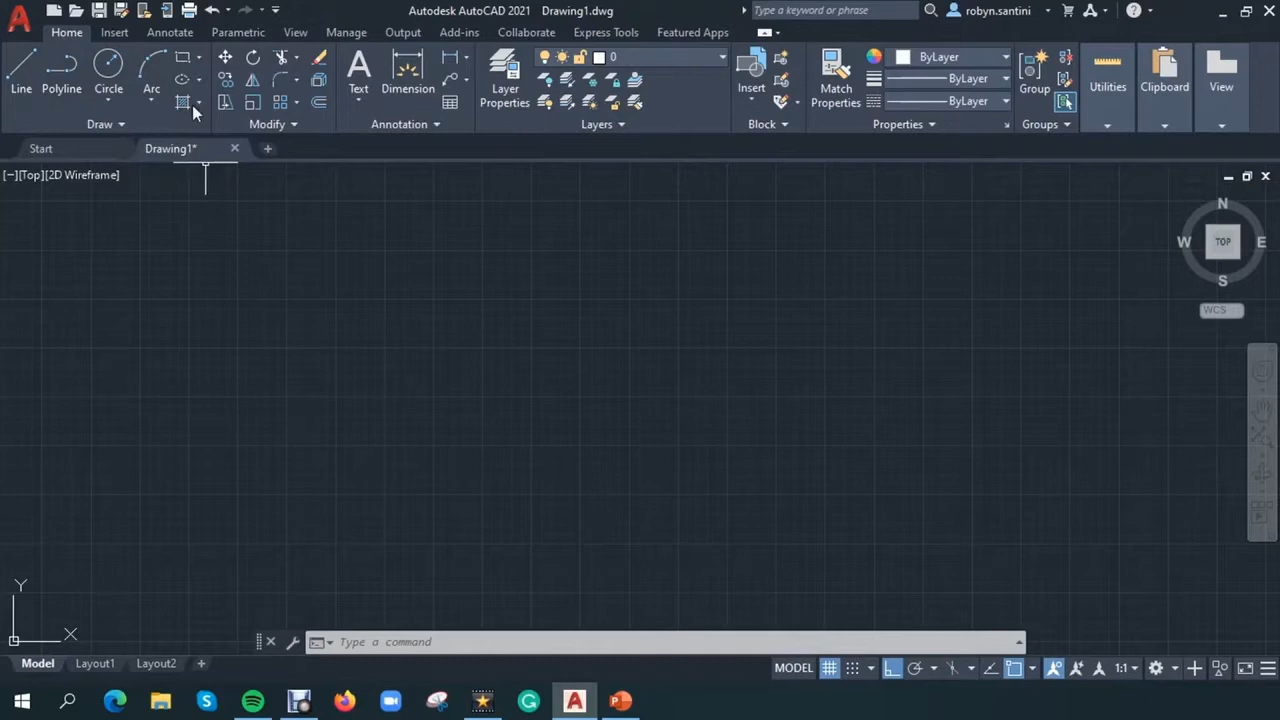 Autodesk AutoCAD 2021 Drawing1.dwg
Type a keyword or phrase
robyn.santini
Home Insert Annotate Parametric View Manage Output Add-ins Collaborate Express Tools Featured Apps
0
ByLayer
ByLayer
ByLayer
Line Polyline Circle Arc
Text Dimension
Layer Properties
Insert
Match Properties
Group
Utilities Clipboard View
Draw Modify Annotation Layers Block Properties Groups
Start Drawing1*
[−][Top][2D Wireframe]
N
W TOP E
S
WCS
Y
X
Type a command
Model Layout1 Layout2
MODEL 1:1